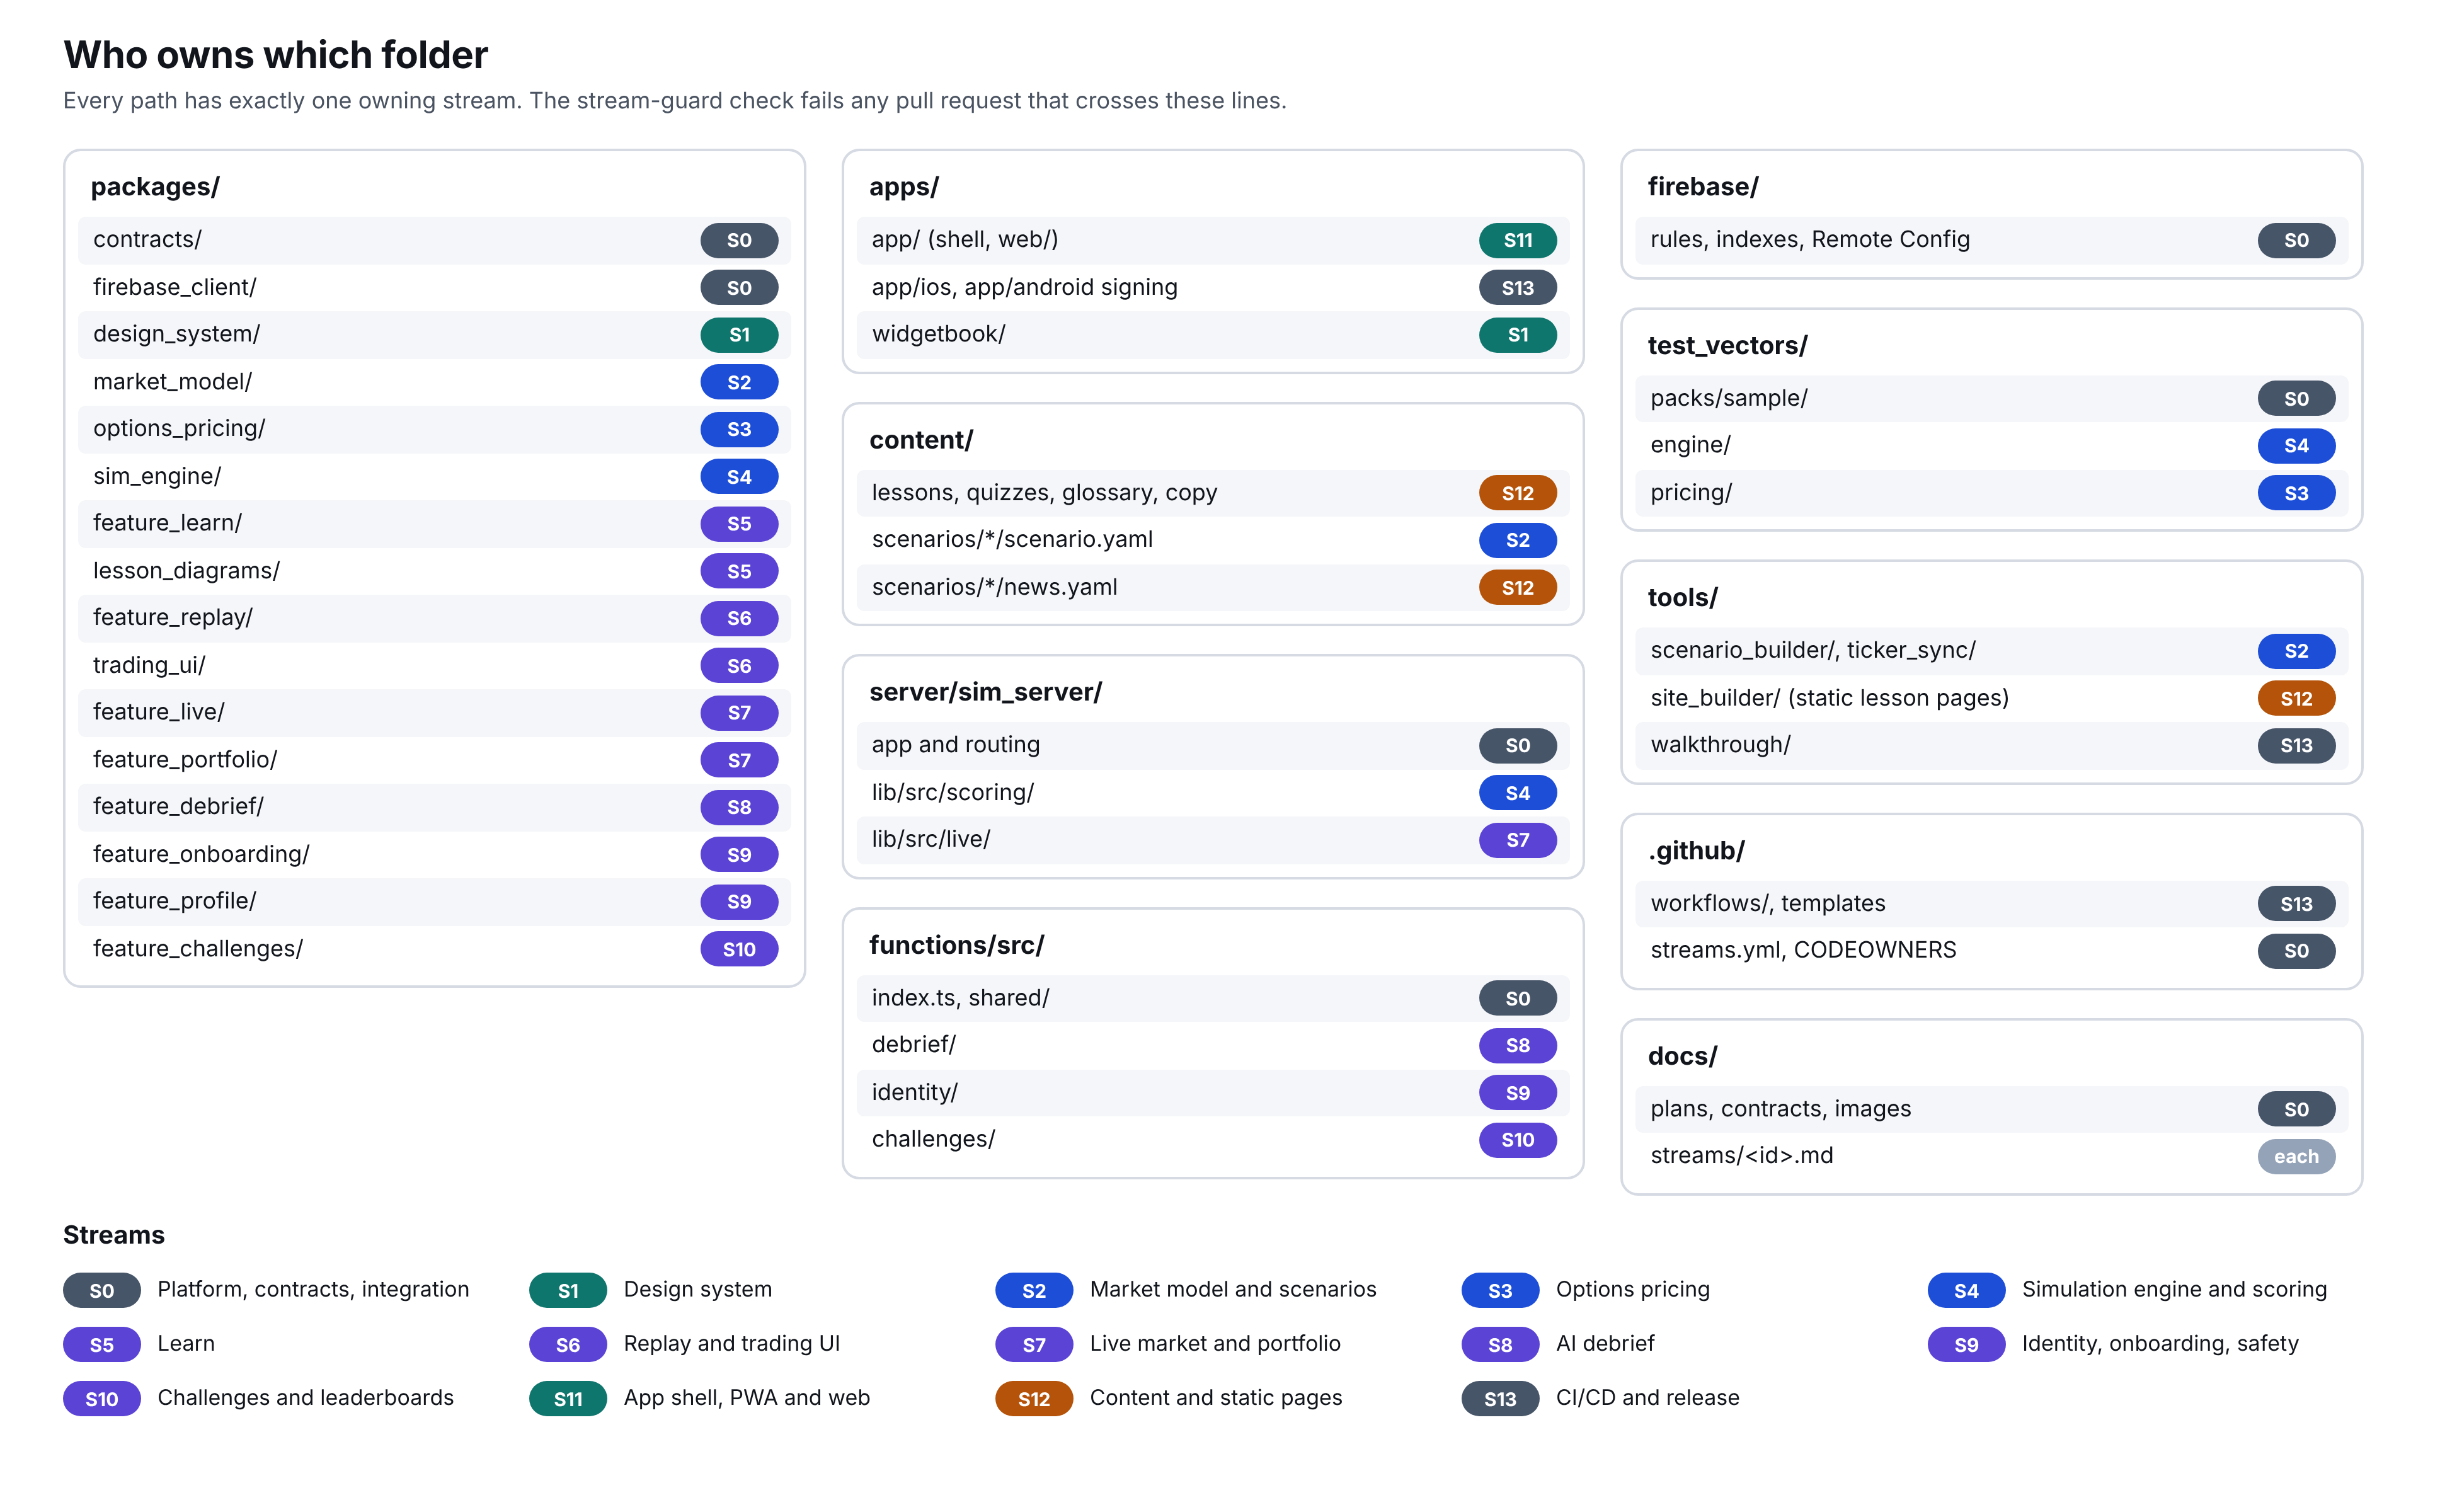 Who owns which folder
Every path has exactly one owning stream. The stream-guard check fails any pull request that crosses these lines.
packages/
contracts/ S0
firebase_client/ S0
design_system/ S1
market_model/ S2
options_pricing/ S3
sim_engine/ S4
feature_learn/ S5
lesson_diagrams/ S5
feature_replay/ S6
trading_ui/ S6
feature_live/ S7
feature_portfolio/ S7
feature_debrief/ S8
feature_onboarding/ S9
feature_profile/ S9
feature_challenges/ S10
apps/
app/ (shell, web/) S11
app/ios, app/android signing S13
widgetbook/ S1
content/
lessons, quizzes, glossary, copy S12
scenarios/*/scenario.yaml S2
scenarios/*/news.yaml S12
server/sim_server/
app and routing S0
lib/src/scoring/ S4
lib/src/live/ S7
functions/src/
index.ts, shared/ S0
debrief/ S8
identity/ S9
challenges/ S10
firebase/
rules, indexes, Remote Config S0
test_vectors/
packs/sample/ S0
engine/ S4
pricing/ S3
tools/
scenario_builder/, ticker_sync/ S2
site_builder/ (static lesson pages) S12
walkthrough/ S13
.github/
workflows/, templates S13
streams.yml, CODEOWNERS S0
docs/
plans, contracts, images S0
streams/<id>.md each
Streams
S0 Platform, contracts, integration S1 Design system S2 Market model and scenarios S3 Options pricing S4 Simulation engine and scoring
S5 Learn S6 Replay and trading UI S7 Live market and portfolio S8 AI debrief S9 Identity, onboarding, safety
S10 Challenges and leaderboards S11 App shell, PWA and web S12 Content and static pages S13 CI/CD and release